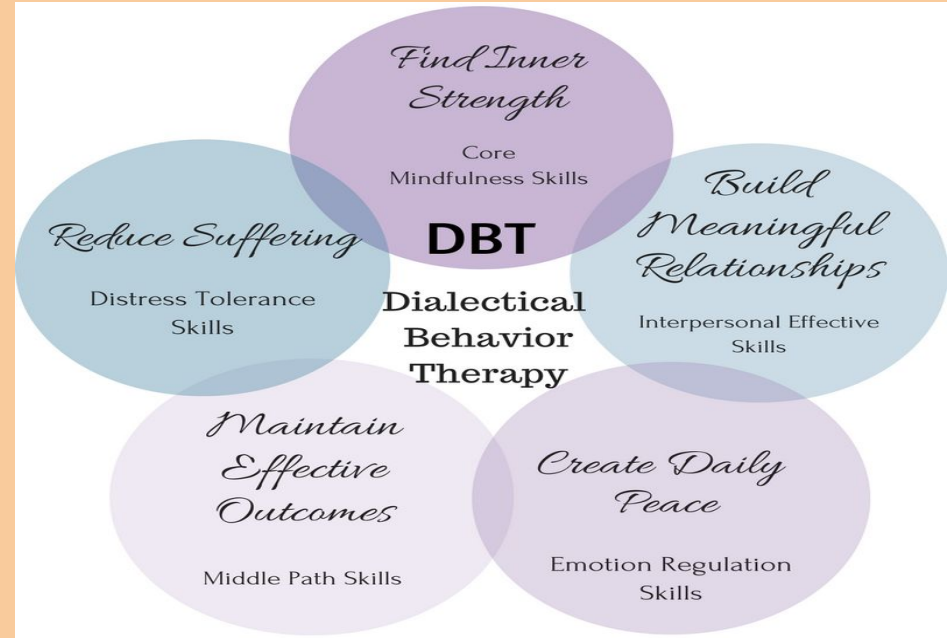 Find Inner
Strength
Core
Mindfulness Skills
Build
Meaningful
Relationships
Interpersonal Effective
Skills
Reduce Suffering
Distress Tolerance
Skills
DBT
Dialectical
Behavior
Therapy
Maintain
Effective
Outcomes
Middle Path Skills
Create Daily
Peace
Emotion Regulation
Skills